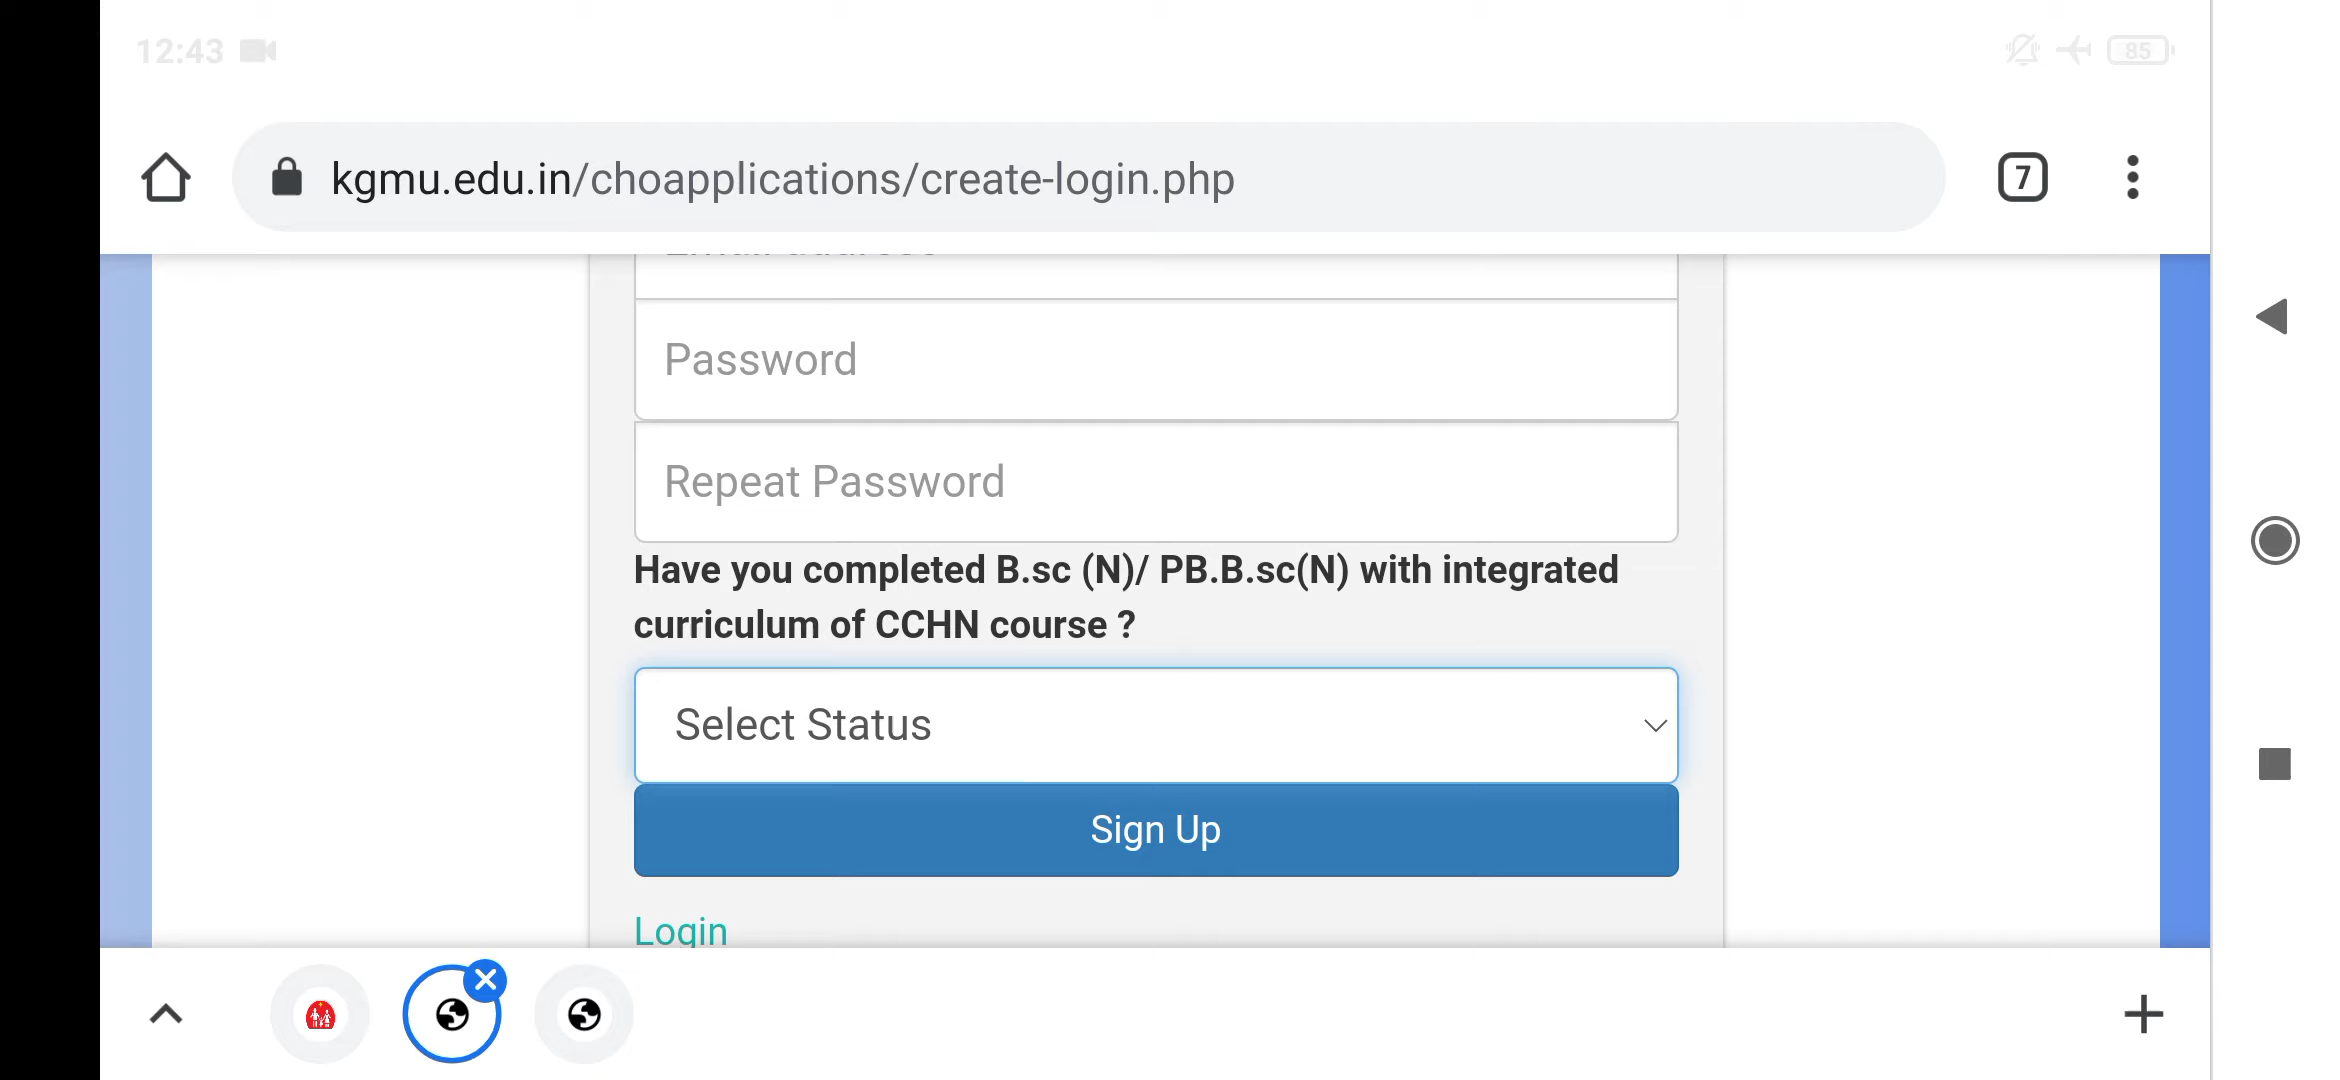 12:43
85
kgmu.edu.in/choapplications/create-login.php
7
Password
Repeat Password
Have you completed B.sc (N)/ PB.B.sc(N) with integrated
curriculum of CCHN course ?
Select Status
Sign Up
Login